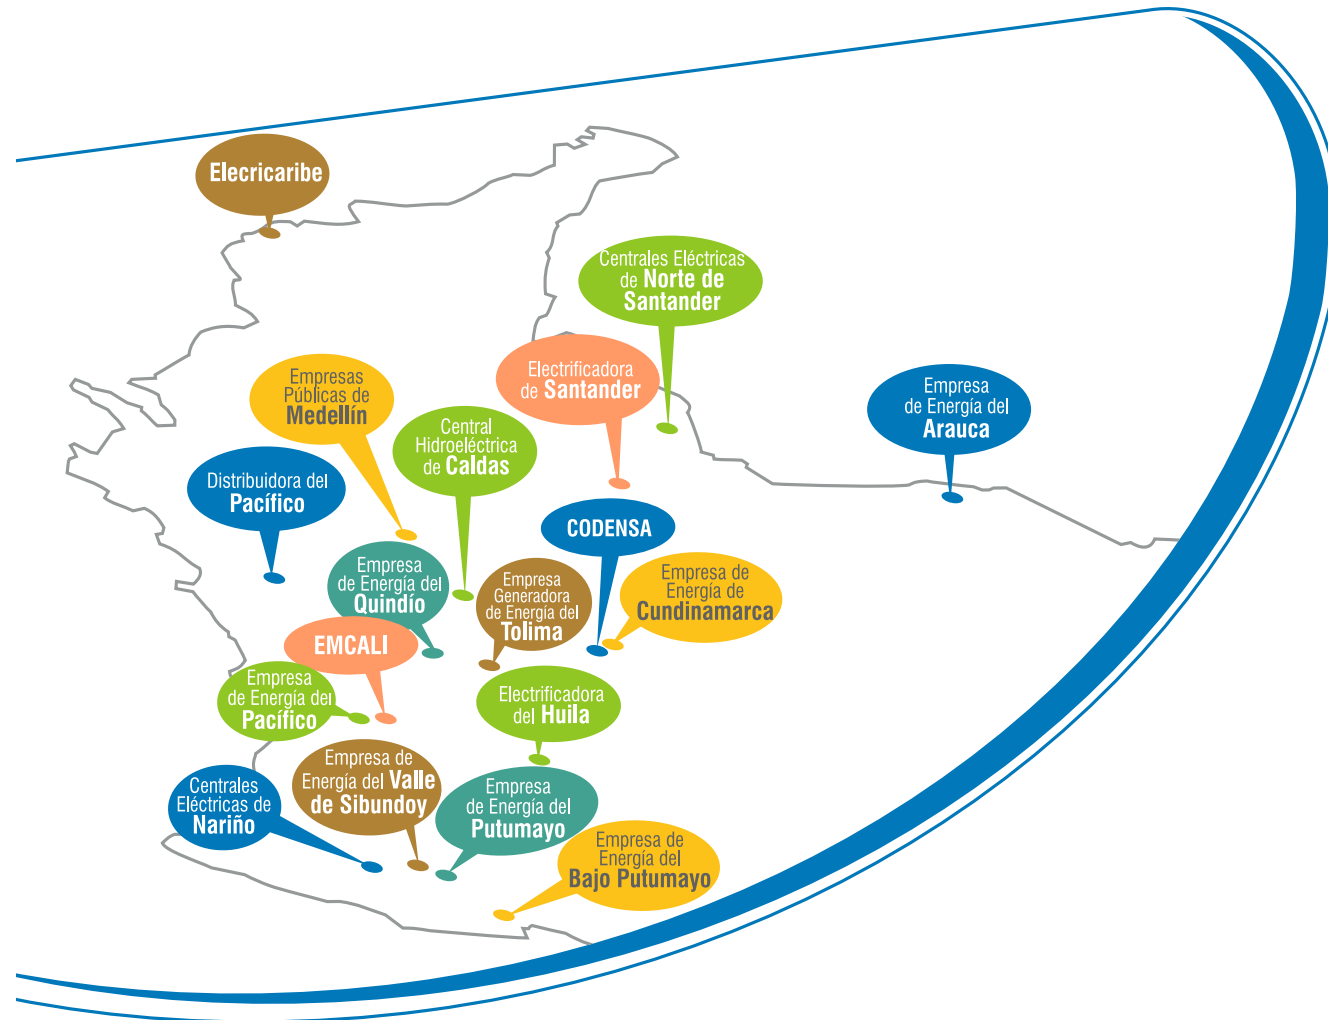 Elecricaribe
Centrales Eléctricas
de Norte de
Santander
Electrificadora
de Santander
Empresas
Públicas de
Medellín
Empresa
de Energía del
Arauca
Central
Hidroeléctrica
de Caldas
Distribuidora del
Pacífico
CODENSA
Empresa
de Energía del
Quindío
Empresa
Generadora
de Energía del
Tolima
Empresa de
Energía de
Cundinamarca
EMCALI
Empresa
de Energía del
Pacífico
Electrificadora
del Huila
Empresa de
Energía del Valle
de Sibundoy
Centrales
Eléctricas de
Nariño
Empresa
de Energía del
Putumayo
Empresa de
Energía del
Bajo Putumayo